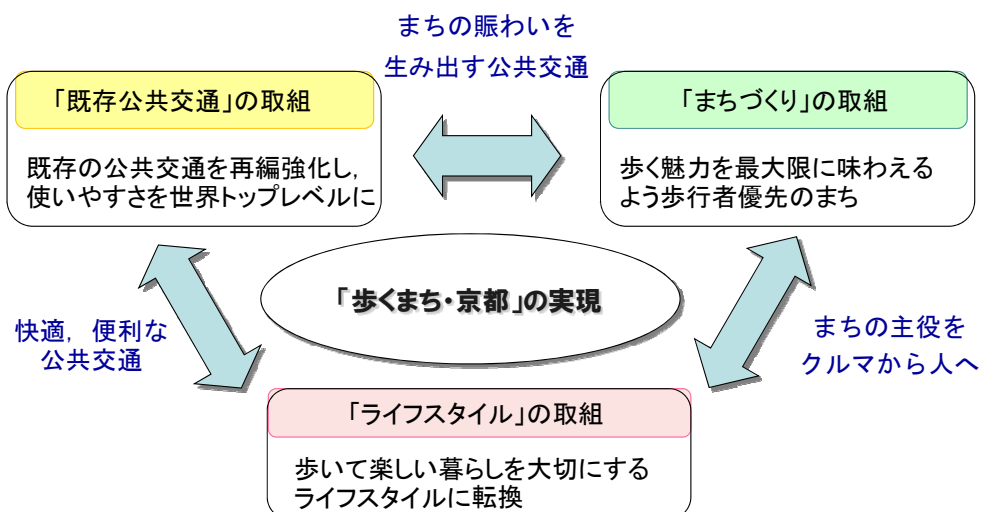 まちの賑わいを
生み出す公共交通
「既存公共交通」の取組
既存の公共交通を再編強化し,
使いやすさを世界トップレベルに
「まちづくり」の取組
歩く魅力を最大限に味わえる
よう歩行者優先のまち
「歩くまち・京都」の実現
快適,便利な
公共交通
まちの主役を
クルマから人へ
「ライフスタイル」の取組
歩いて楽しい暮らしを大切にする
ライフスタイルに転換